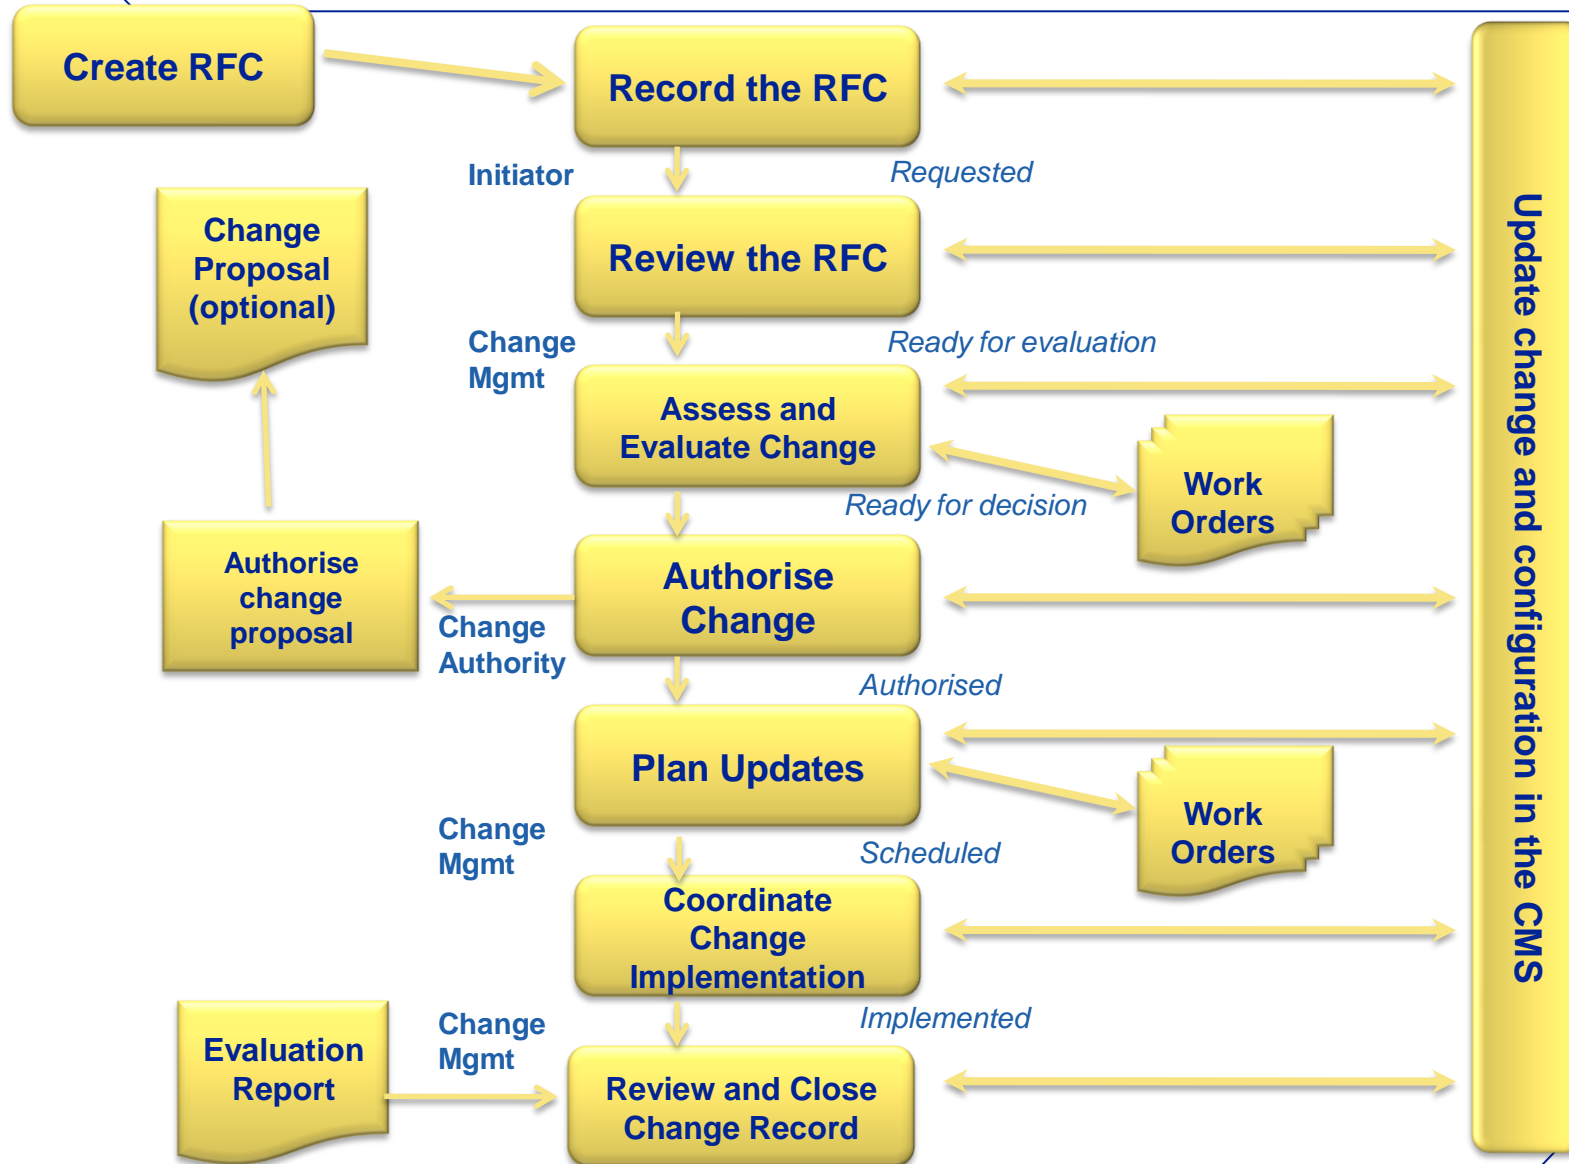 Create RFC
Record the RFC
Initiator
Requested
Change
Proposal
(optional)
Review the RFC
Change
Mgmt
Ready for evaluation
Assess and
Evaluate Change
Work
Orders
Ready for decision
Authorise
change
proposal
Authorise
Change
Change
Authority
Authorised
Plan Updates
Work
Orders
Change
Mgmt
Scheduled
Coordinate
Change
Implementation
Implemented
Evaluation
Report
Change
Mgmt
Review and Close
Change Record
Update change and configuration in the CMS